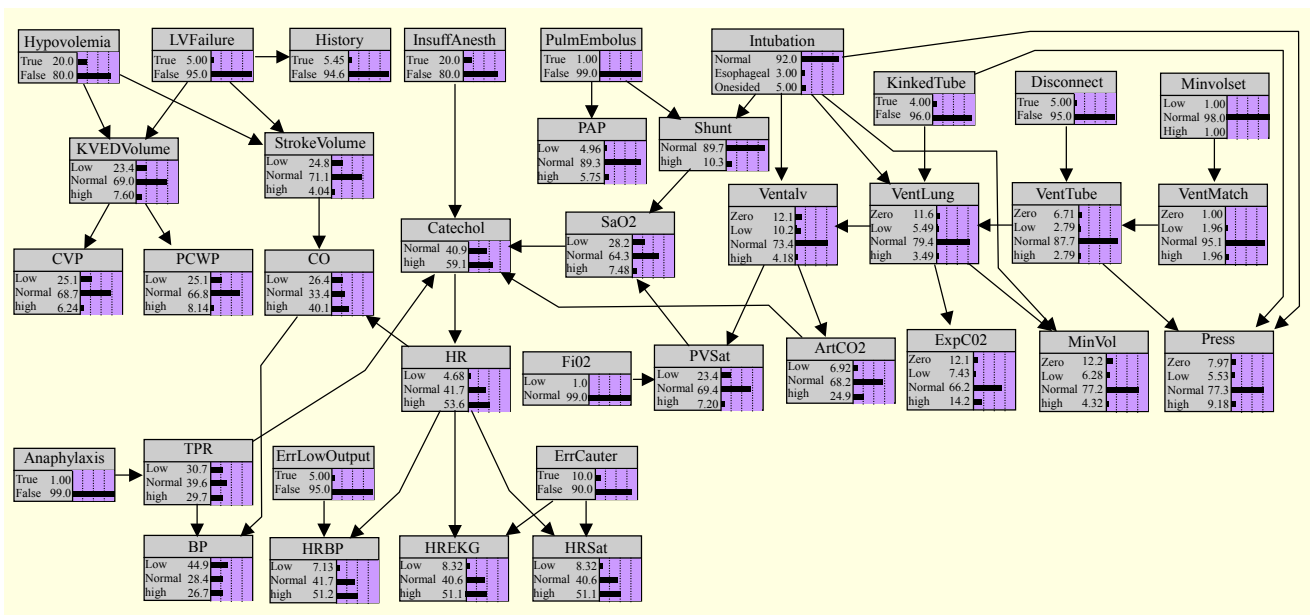 Hypovolemia
True 20.0
False 80.0
LVFailure
True 5.00
False 95.0
History
True 5.45
False 94.6
InsuffAnesth
True 20.0
False 80.0
PulmEmbolus
True 1.00
False 99.0
Intubation
Normal 92.0
Esophageal 3.00
Onesided 5.00
KinkedTube
True 4.00
False 96.0
Disconnect
True 5.00
False 95.0
Minvolset
Low 1.00
Normal 98.0
High 1.00
KVEDVolume
Low 23.4
Normal 69.0
high 7.60
StrokeVolume
Low 24.8
Normal 71.1
high 4.04
PAP
Low 4.96
Normal 89.3
high 5.75
Shunt
Normal 89.7
high 10.3
Ventalv
Zero 12.1
Low 10.2
Normal 73.4
high 4.18
VentLung
Zero 11.6
Low 5.49
Normal 79.4
high 3.49
VentTube
Zero 6.71
Low 2.79
Normal 87.7
high 2.79
VentMatch
Zero 1.00
Low 1.96
Normal 95.1
high 1.96
CVP
Low 25.1
Normal 68.7
high 6.24
PCWP
Low 25.1
Normal 66.8
high 8.14
CO
Low 26.4
Normal 33.4
high 40.1
Catechol
Normal 40.9
high 59.1
SaO2
Low 28.2
Normal 64.3
high 7.48
HR
Low 4.68
Normal 41.7
high 53.6
Fi02
Low 1.0
Normal 99.0
PVSat
Low 23.4
Normal 69.4
high 7.20
ArtCO2
Low 6.92
Normal 68.2
high 24.9
ExpC02
Zero 12.1
Low 7.43
Normal 66.2
high 14.2
MinVol
Zero 12.2
Low 6.28
Normal 77.2
high 4.32
Press
Zero 7.97
Low 5.53
Normal 77.3
high 9.18
Anaphylaxis
True 1.00
False 99.0
TPR
Low 30.7
Normal 39.6
high 29.7
ErrLowOutput
True 5.00
False 95.0
ErrCauter
True 10.0
False 90.0
BP
Low 44.9
Normal 28.4
high 26.7
HRBP
Low 7.13
Normal 41.7
high 51.2
HREKG
Low 8.32
Normal 40.6
high 51.1
HRSat
Low 8.32
Normal 40.6
high 51.1